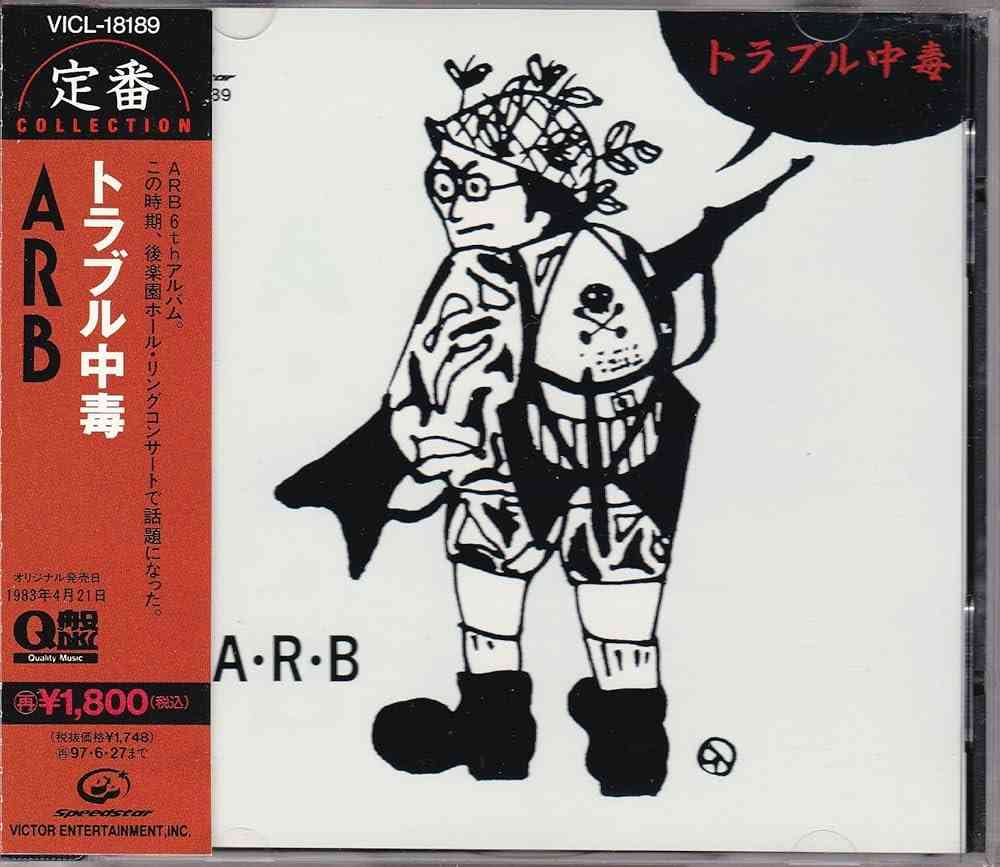 VICL-18189
定番
COLLECTION
ARB
トラブル中毒
ARB 6thアルバム。
この時期、後楽園ホール・リングコンサートで話題になった。
オリジナル発売日
1983年4月21日
Q盤
Quality Music
再¥1,800(税込)
(税抜価格¥1,748)
再97・6・27まで
Speedstar
VICTOR ENTERTAINMENT,INC.
トラブル中毒
A・R・B